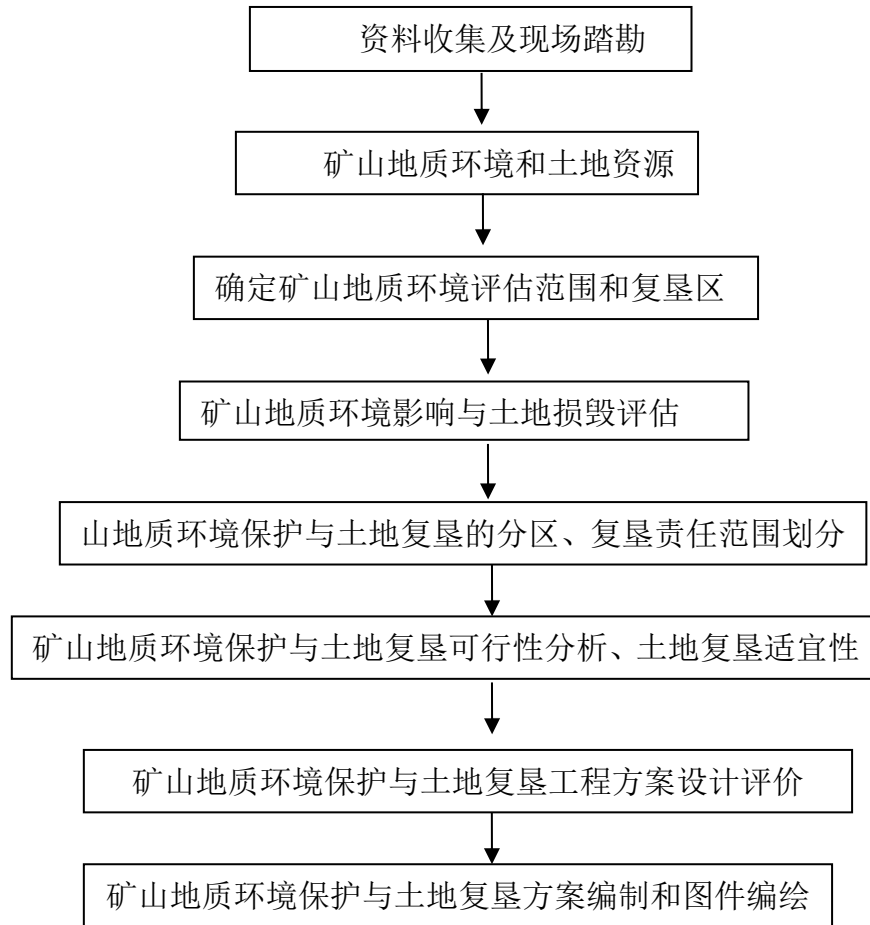 资料收集及现场踏勘
矿山地质环境和土地资源
确定矿山地质环境评估范围和复垦区
矿山地质环境影响与土地损毁评估
山地质环境保护与土地复垦的分区、复垦责任范围划分
矿山地质环境保护与土地复垦可行性分析、土地复垦适宜性
矿山地质环境保护与土地复垦工程方案设计评价
矿山地质环境保护与土地复垦方案编制和图件编绘